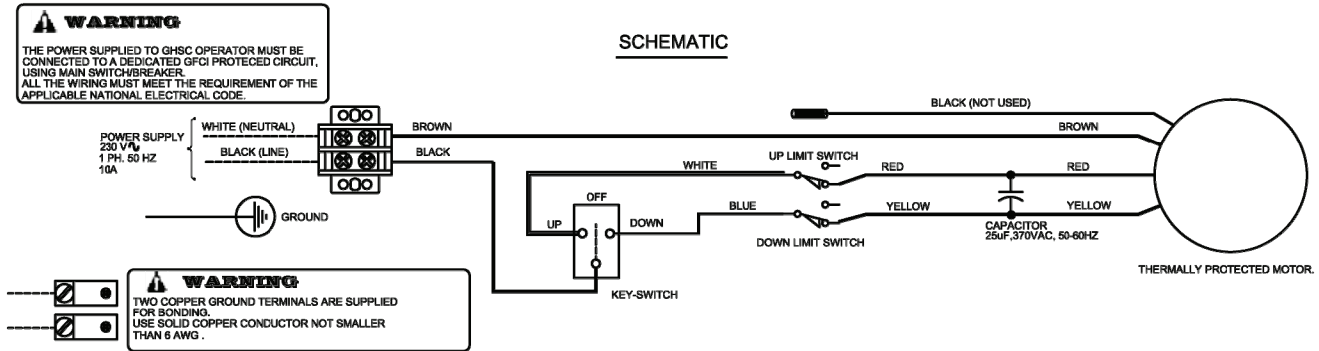 WARNING
THE POWER SUPPLIED TO GHSC OPERATOR MUST BE
CONNECTED TO A DEDICATED GFCI PROTECED CIRCUIT,
USING MAIN SWITCH/BREAKER.
ALL THE WIRING MUST MEET THE REQUIREMENT OF THE
APPLICABLE NATIONAL ELECTRICAL CODE.
SCHEMATIC
POWER SUPPLY
230 V
1 PH. 50 HZ
10A
WHITE (NEUTRAL)
BLACK (LINE)
BROWN
BLACK
BLACK (NOT USED)
BROWN
WHITE
UP LIMIT SWITCH
RED
RED
OFF
UP
DOWN
BLUE
DOWN LIMIT SWITCH
YELLOW
YELLOW
CAPACITOR
25uF,370VAC, 50-60HZ
GROUND
KEY-SWITCH
THERMALLY PROTECTED MOTOR.
WARNING
TWO COPPER GROUND TERMINALS ARE SUPPLIED
FOR BONDING.
USE SOLID COPPER CONDUCTOR NOT SMALLER
THAN 6 AWG .